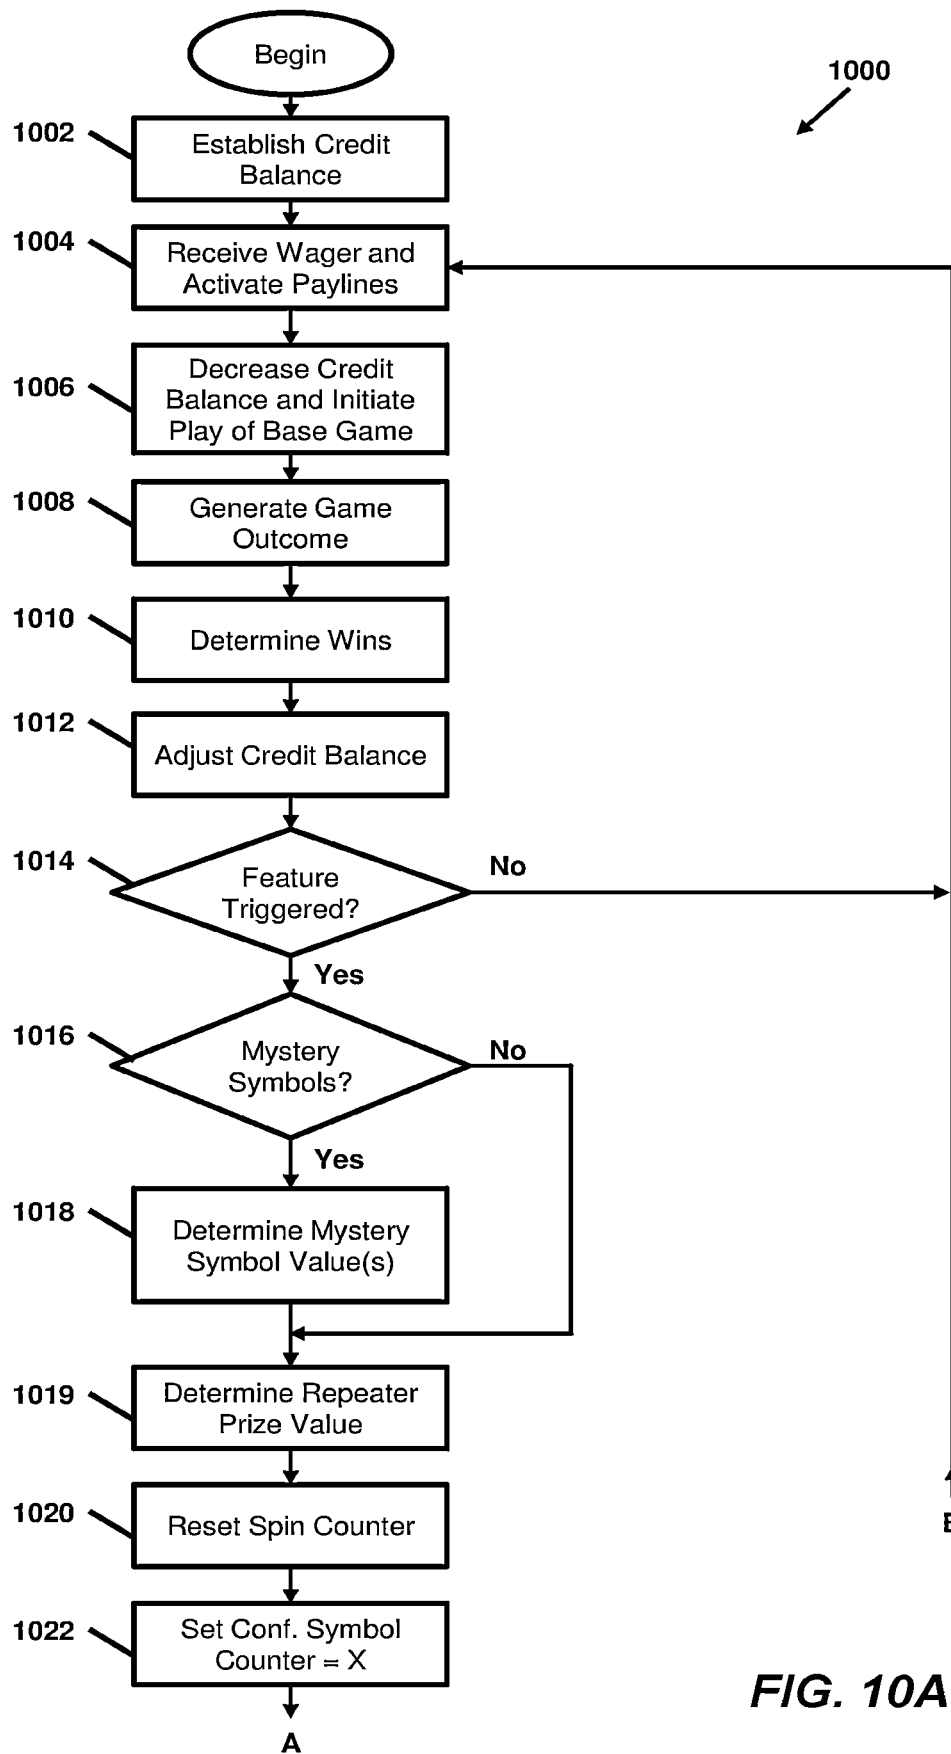 Begin
1000
1002
Establish Credit
Balance
1004
Receive Wager and
Activate Paylines
1006
Decrease Credit
Balance and Initiate
Play of Base Game
1008
Generate Game
Outcome
1010
Determine Wins
1012
Adjust Credit Balance
1014
Feature
Triggered?
No
Yes
1016
Mystery
Symbols?
No
Yes
1018
Determine Mystery
Symbol Value(s)
1019
Determine Repeater
Prize Value
1020
Reset Spin Counter
1022
Set Conf. Symbol
Counter = X
A
FIG. 10A